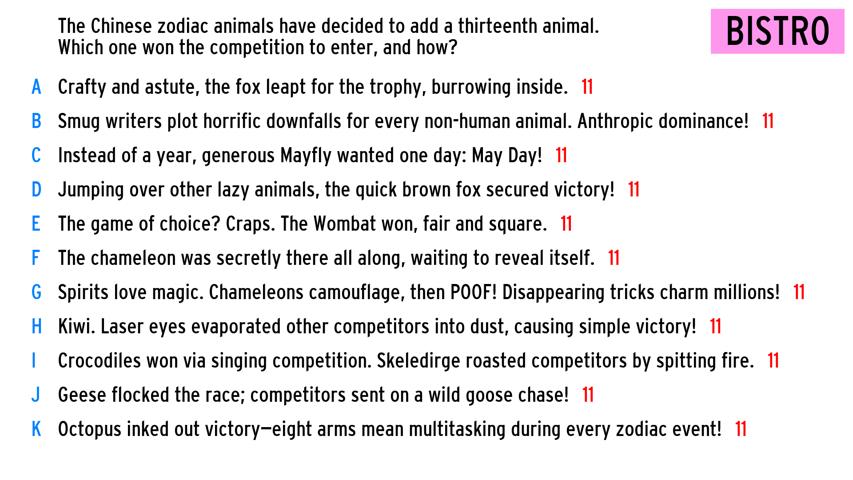 The Chinese zodiac animals have decided to add a thirteenth animal.
Which one won the competition to enter, and how?
BISTRO
A Crafty and astute, the fox leapt for the trophy, burrowing inside. 11
B Smug writers plot horrific downfalls for every non-human animal. Anthropic dominance! 11
C Instead of a year, generous Mayfly wanted one day: May Day! 11
D Jumping over other lazy animals, the quick brown fox secured victory! 11
E The game of choice? Craps. The Wombat won, fair and square. 11
F The chameleon was secretly there all along, waiting to reveal itself. 11
G Spirits love magic. Chameleons camouflage, then POOF! Disappearing tricks charm millions! 11
H Kiwi. Laser eyes evaporated other competitors into dust, causing simple victory! 11
I Crocodiles won via singing competition. Skeledirge roasted competitors by spitting fire. 11
J Geese flocked the race; competitors sent on a wild goose chase! 11
K Octopus inked out victory—eight arms mean multitasking during every zodiac event! 11